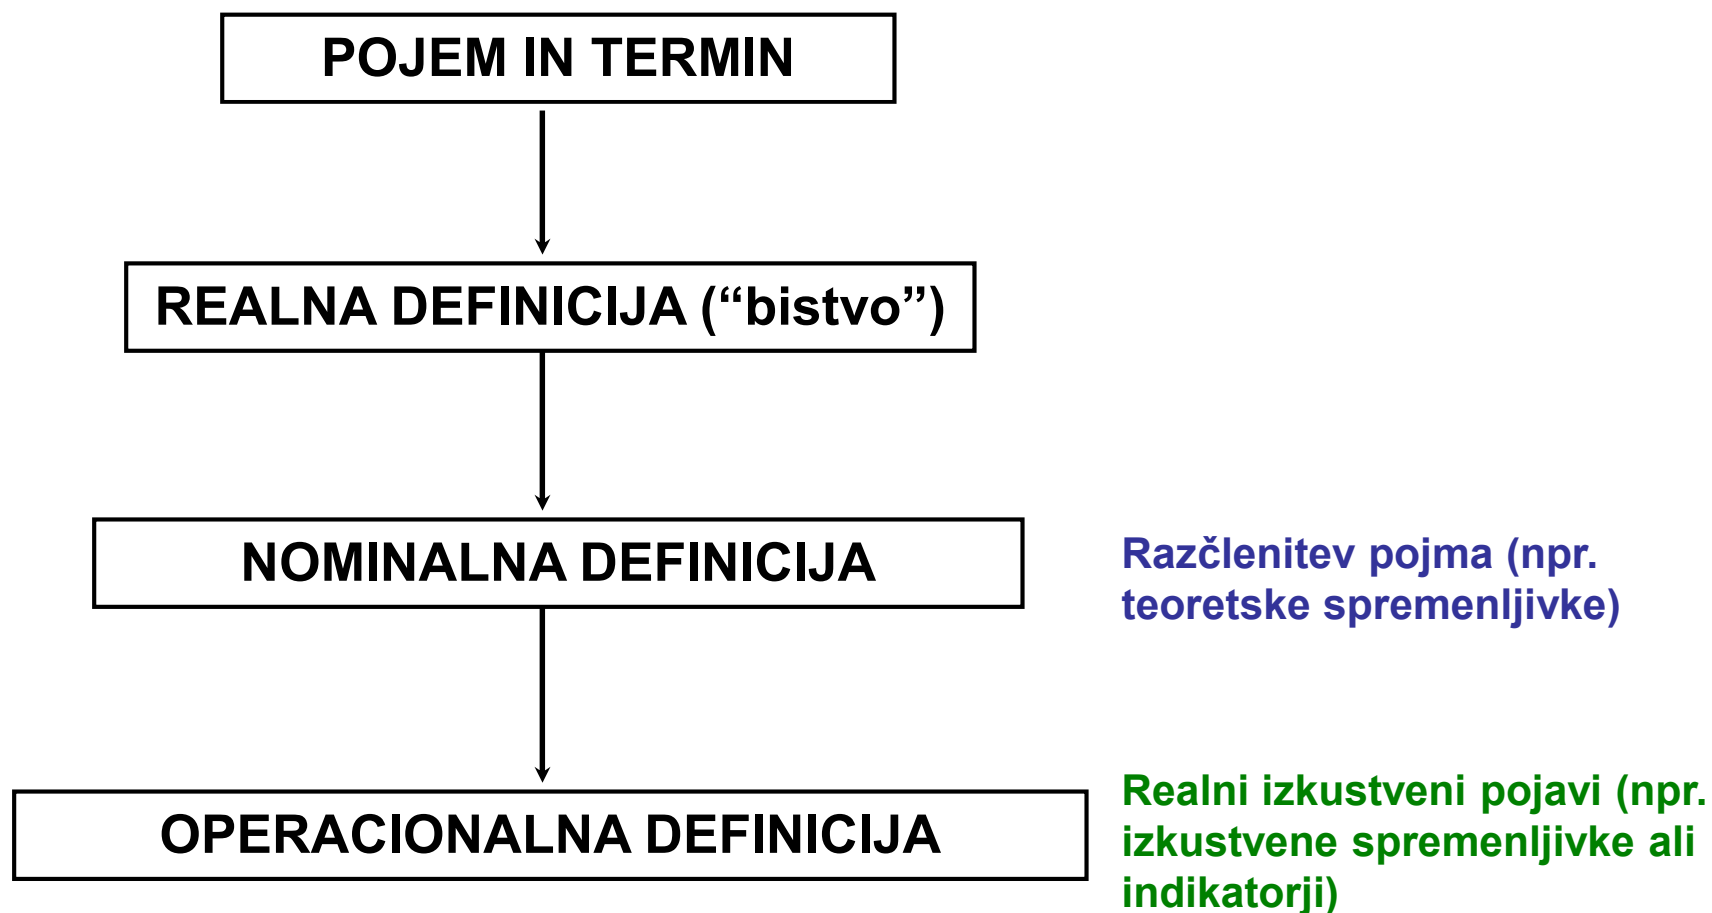 POJEM IN TERMIN
REALNA DEFINICIJA (“bistvo”)
NOMINALNA DEFINICIJA
Razčlenitev pojma (npr.
teoretske spremenljivke)
OPERACIONALNA DEFINICIJA
Realni izkustveni pojavi (npr.
izkustvene spremenljivke ali
indikatorji)